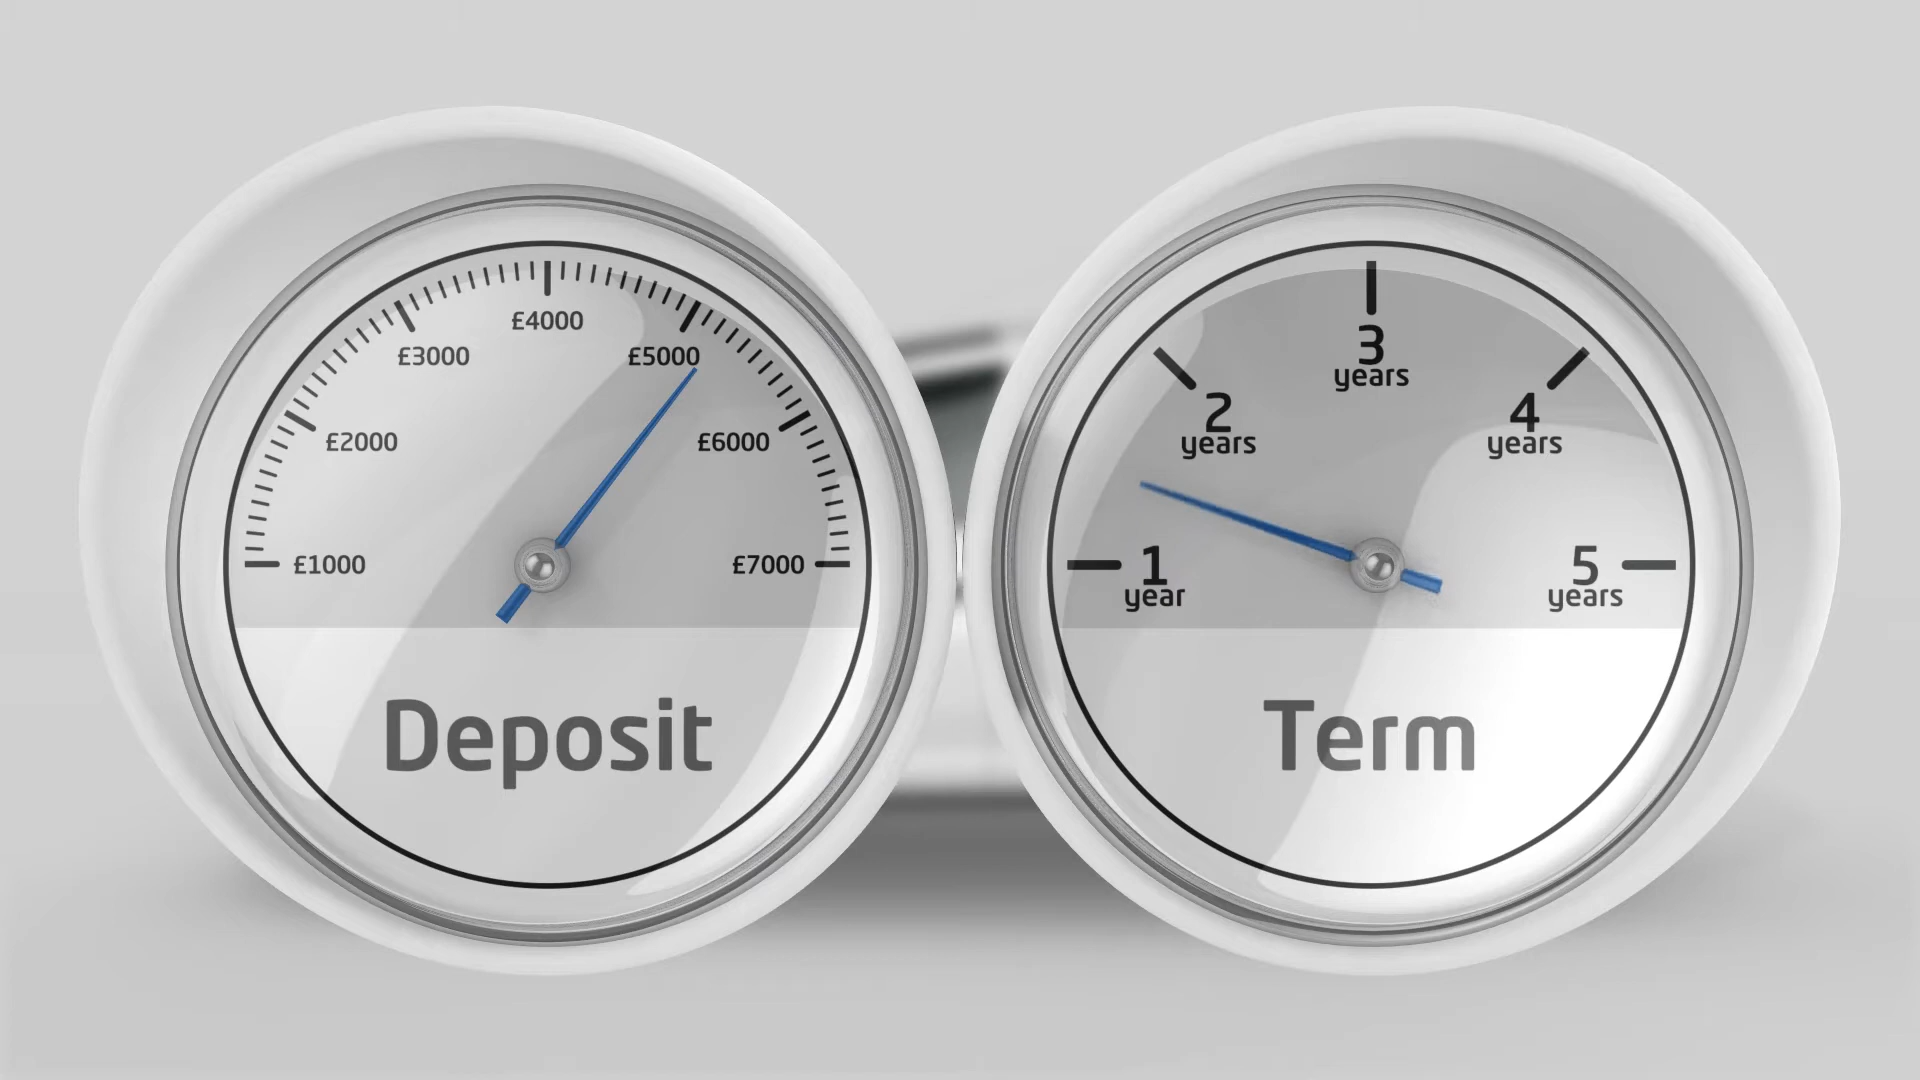 £1000
£2000
£3000
£4000
£5000
£6000
£7000
Deposit
1
year
2
years
3
years
4
years
5
years
Term